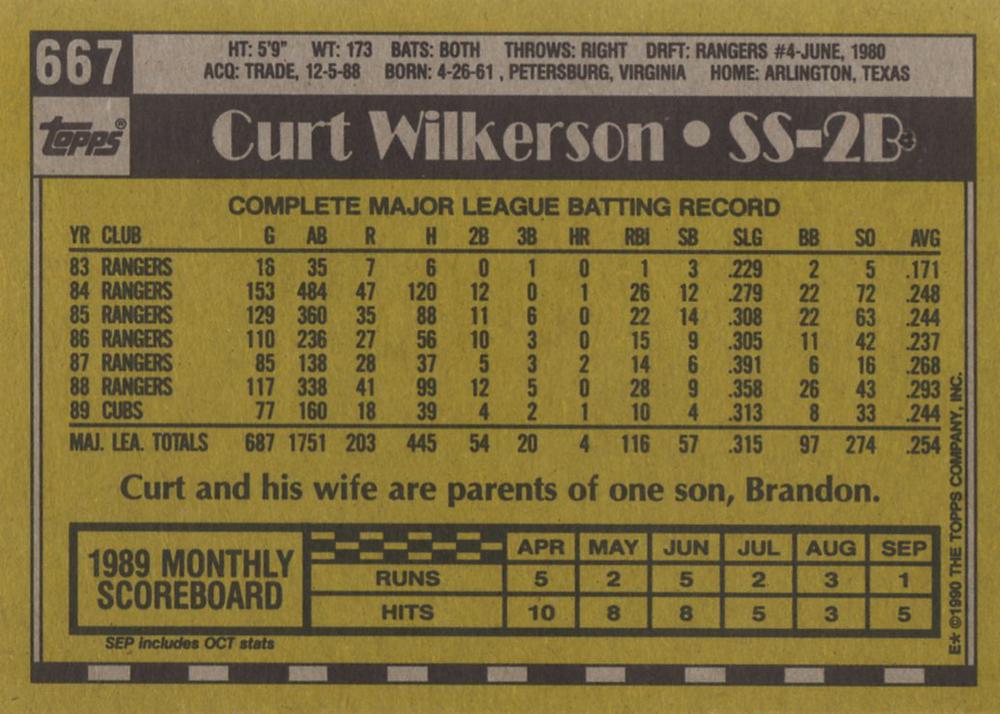 667
HT: 5'9" WT: 173 BATS: BOTH THROWS: RIGHT DRFT: RANGERS #4-JUNE, 1980
ACQ: TRADE, 12-5-88 BORN: 4-26-61, PETERSBURG, VIRGINIA HOME: ARLINGTON, TEXAS
topps® Curt Wilkerson • SS-2B
COMPLETE MAJOR LEAGUE BATTING RECORD
YR CLUB G AB R H 2B 3B HR RBI SB SLG BB SO AVG
83 RANGERS 16 35 7 6 0 1 0 1 3 .229 2 5 .171
84 RANGERS 153 484 47 120 12 0 1 26 12 .279 22 72 .248
85 RANGERS 129 360 35 88 11 6 0 22 14 .308 22 63 .244
86 RANGERS 110 236 27 56 10 3 0 15 9 .305 11 42 .237
87 RANGERS 85 138 28 37 5 3 2 14 6 .391 6 16 .268
88 RANGERS 117 338 41 99 12 5 0 28 9 .358 26 43 .293
89 CUBS 77 160 18 39 4 2 1 10 4 .313 8 33 .244
MAJ. LEA. TOTALS 687 1751 203 445 54 20 4 116 57 .315 97 274 .254
Curt and his wife are parents of one son, Brandon.
1989 MONTHLY
SCOREBOARD
APR MAY JUN JUL AUG SEP
RUNS 5 2 5 2 3 1
HITS 10 8 8 5 3 5
SEP includes OCT stats
E* ©1990 THE TOPPS COMPANY, INC.